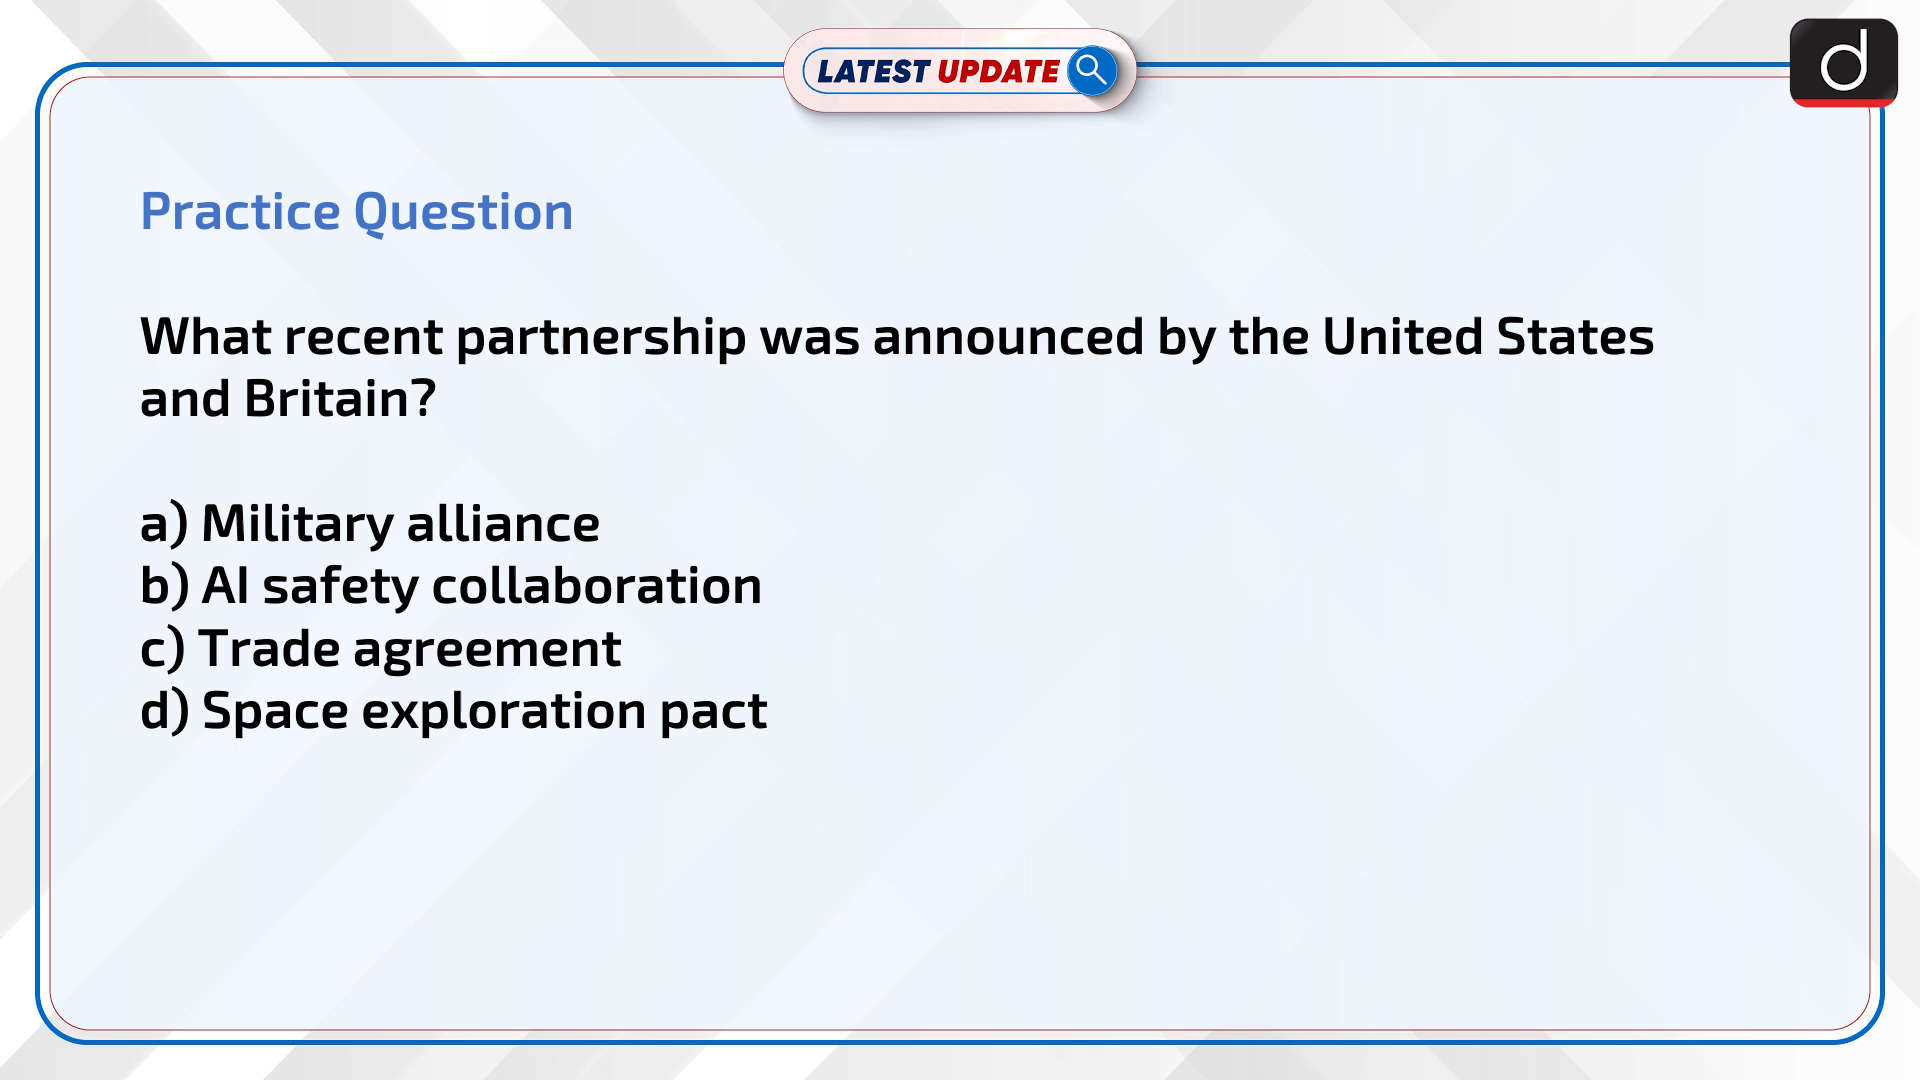 LATEST UPDATE
d
Practice Question
What recent partnership was announced by the United States
and Britain?
a) Military alliance
b) AI safety collaboration
c) Trade agreement
d) Space exploration pact